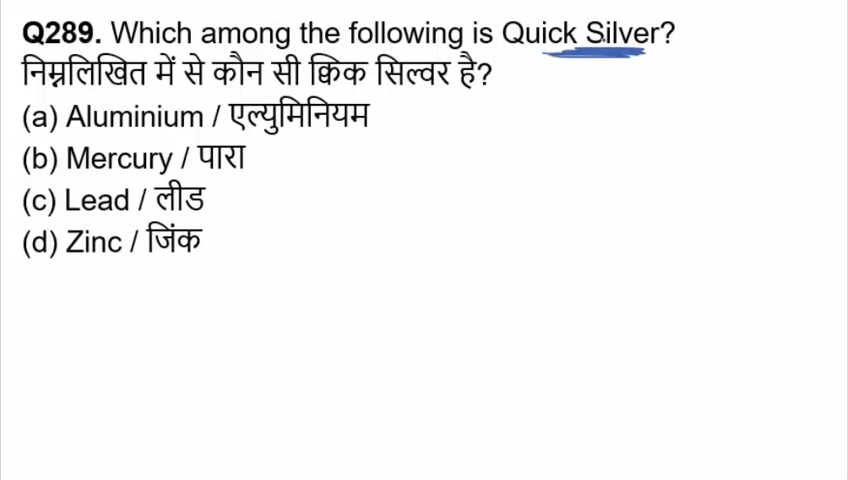 Q289. Which among the following is Quick Silver?
निम्नलिखित में से कौन सी क्विक सिल्वर है?
(a) Aluminium / एल्युमिनियम
(b) Mercury / पारा
(c) Lead / लीड
(d) Zinc / जिंक